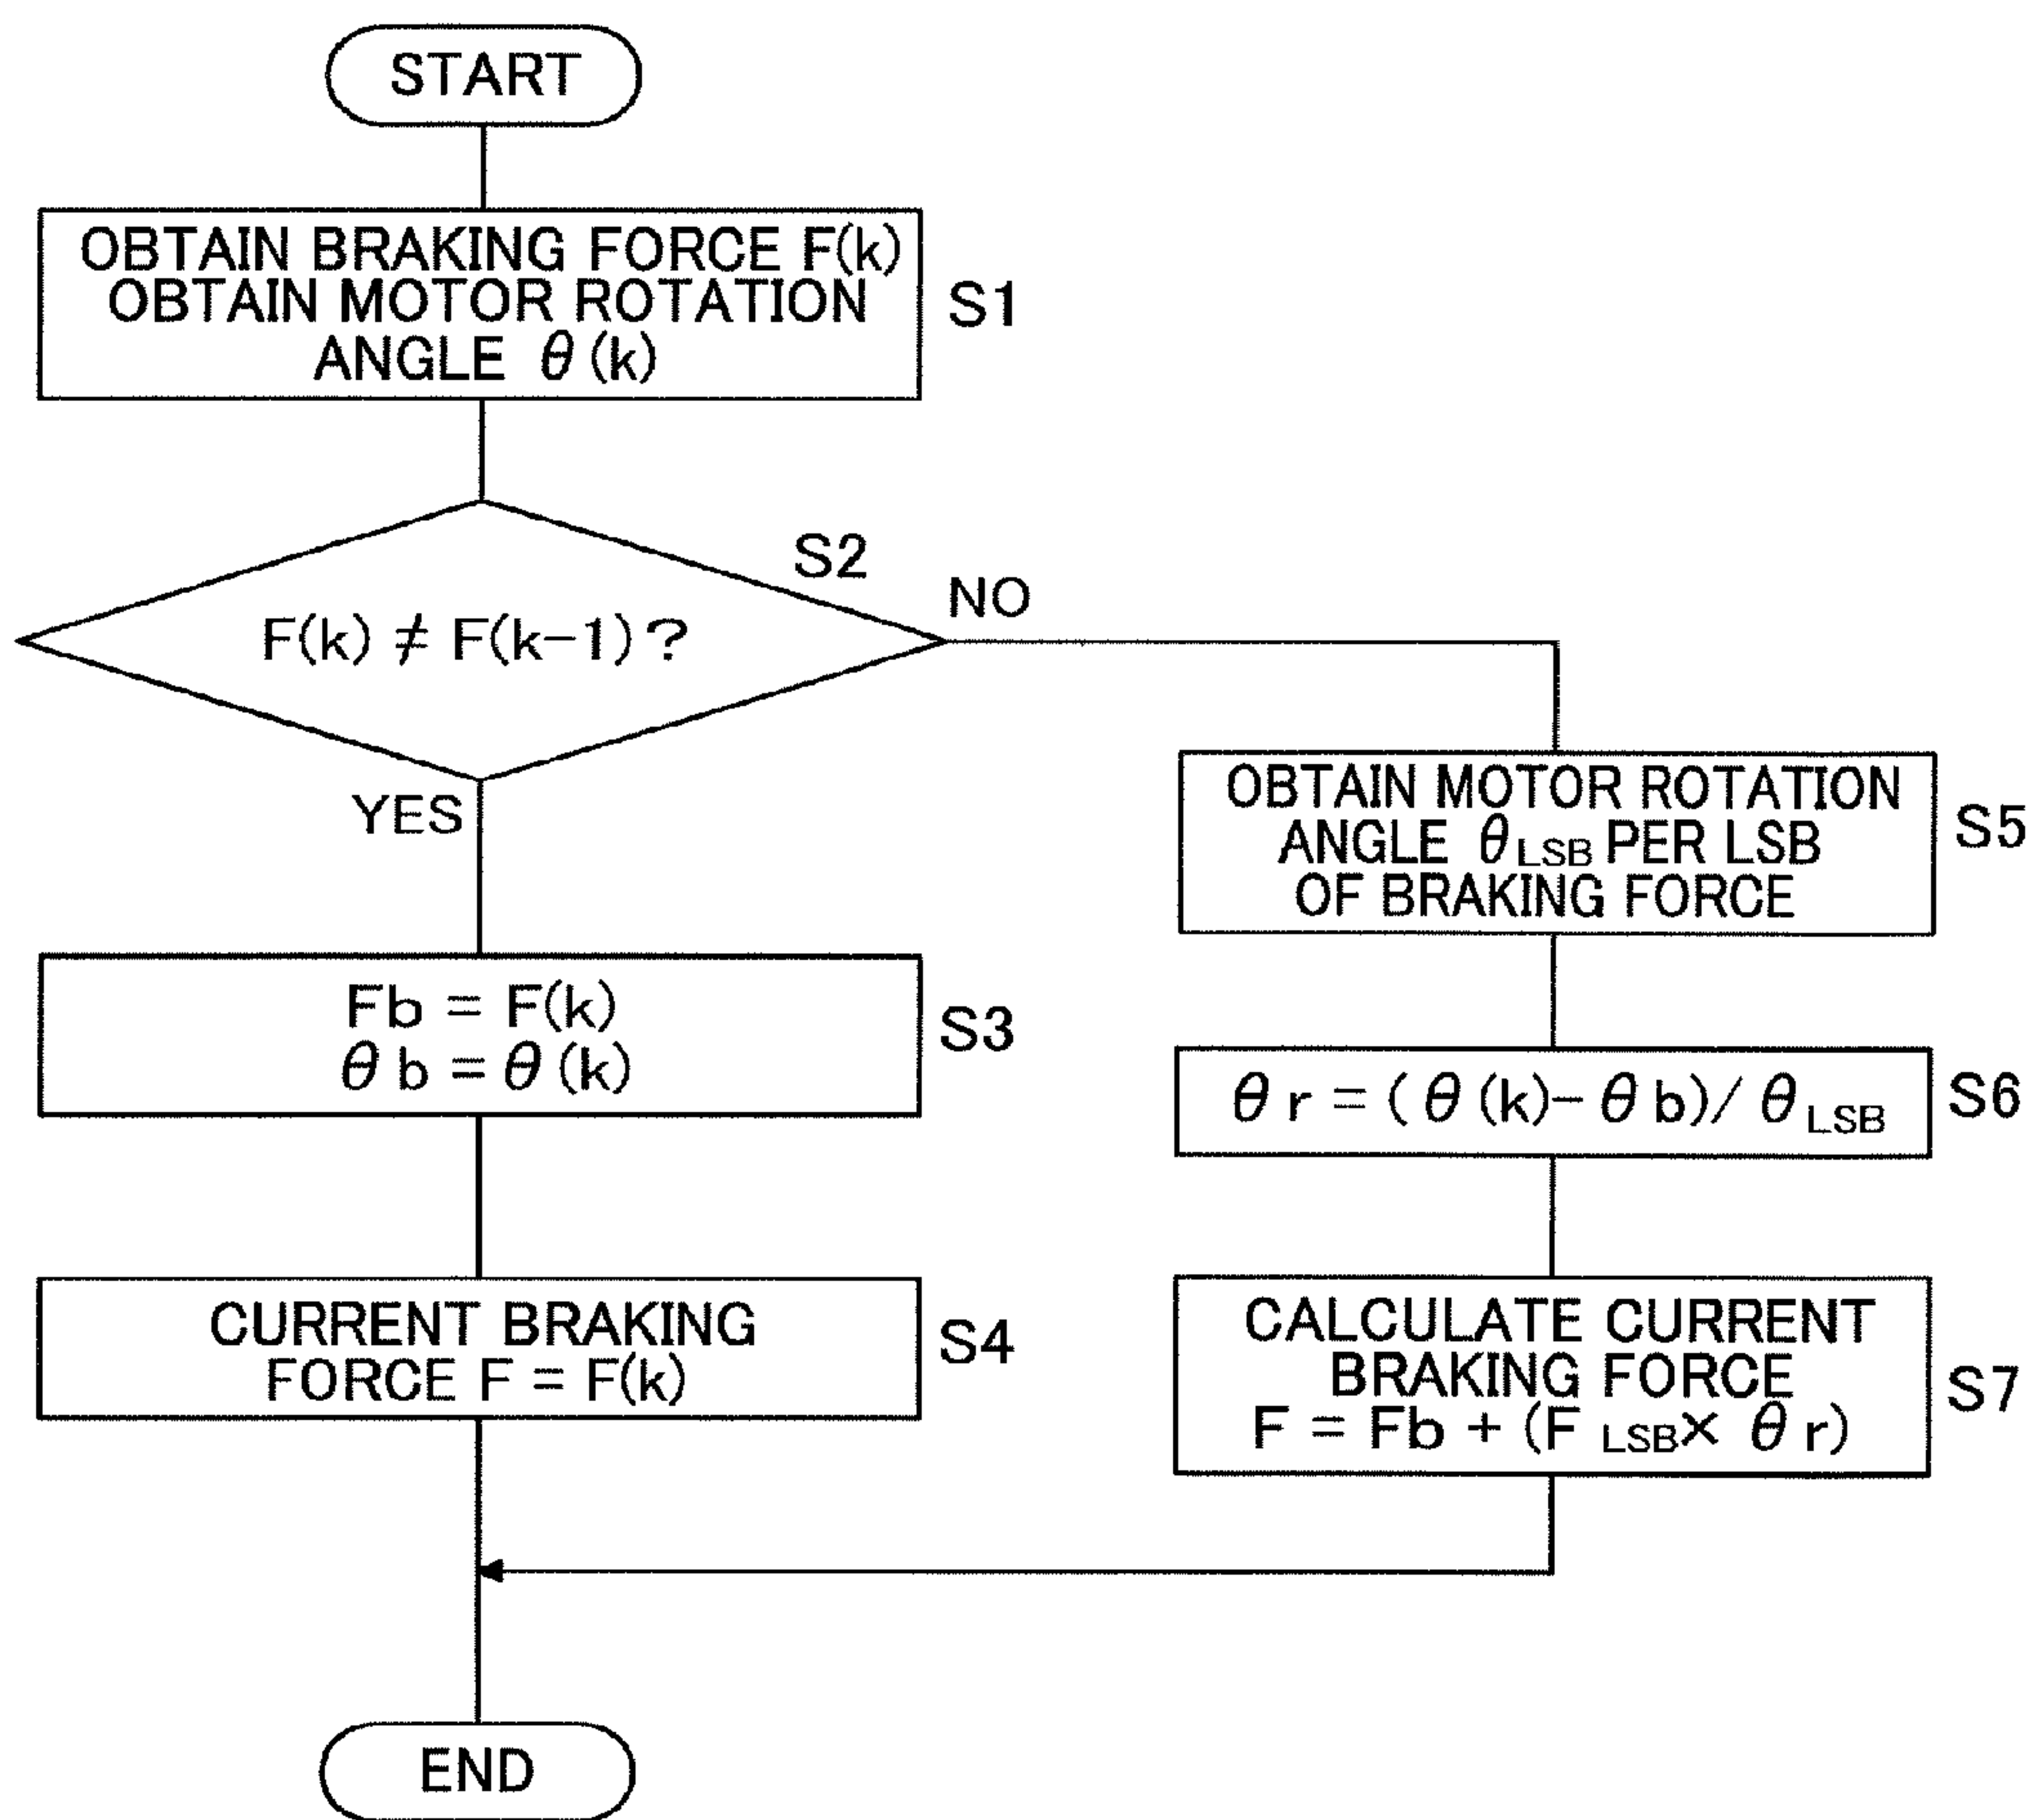 START
OBTAIN BRAKING FORCE F(k)
OBTAIN MOTOR ROTATION
ANGLE θ(k)
S1
S2
F(k) ≠ F(k-1)?
NO
YES
Fb = F(k)
θb = θ(k)
S3
CURRENT BRAKING
FORCE F = F(k)
S4
OBTAIN MOTOR ROTATION
ANGLE θLSB PER LSB
OF BRAKING FORCE
S5
θr = (θ(k)-θb)/θLSB
S6
CALCULATE CURRENT
BRAKING FORCE
F = Fb + (FLSB× θr)
S7
END